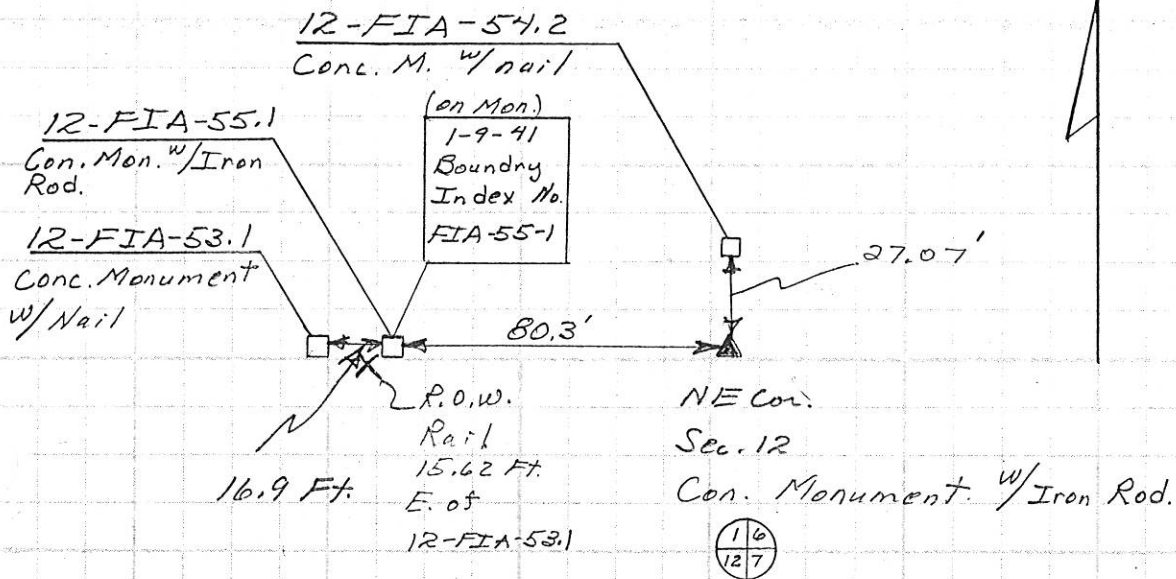 12-FIA-54.2
Conc. M. w/ nail
(on Mon.)
1-9-41
Boundry
Index No.
FIA-55-1
12-FIA-55.1
Con. Mon. w/Iron
Rod.
12-FIA-53.1
Conc. Monument
w/ Nail
27.07'
80.3'
16.9 Ft.
R.O.W.
Rail
15.62 Ft.
E. of
12-FIA-53.1
NE Cor.
Sec. 12
Con. Monument w/Iron Rod.
1 6
12 7